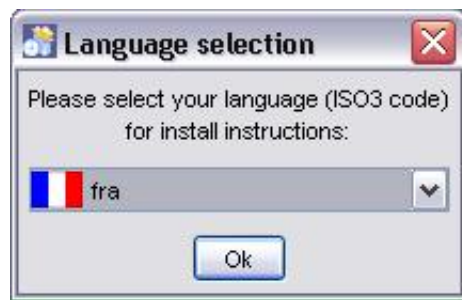 Language selection
Please select your language (ISO3 code)
for install instructions:
fra
Ok